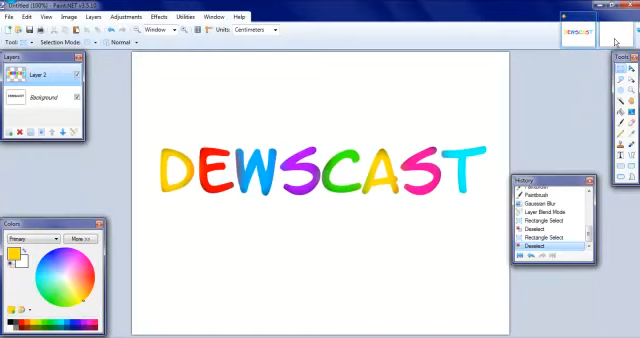 Untitled (100%) - Paint.NET v3.5.10
File Edit View Image Layers Adjustments Effects Utilities Window Help
Window Units: Centimeters
Tool: Selection Mode: Normal
DEWSCAST
Layers
Layer 2
DEWSCAST
Background
Tools
DEWSCAST
History
Paintbrush
Gaussian Blur
Layer Blend Mode
Rectangle Select
Deselect
Rectangle Select
Deselect
Colors
Primary More >>